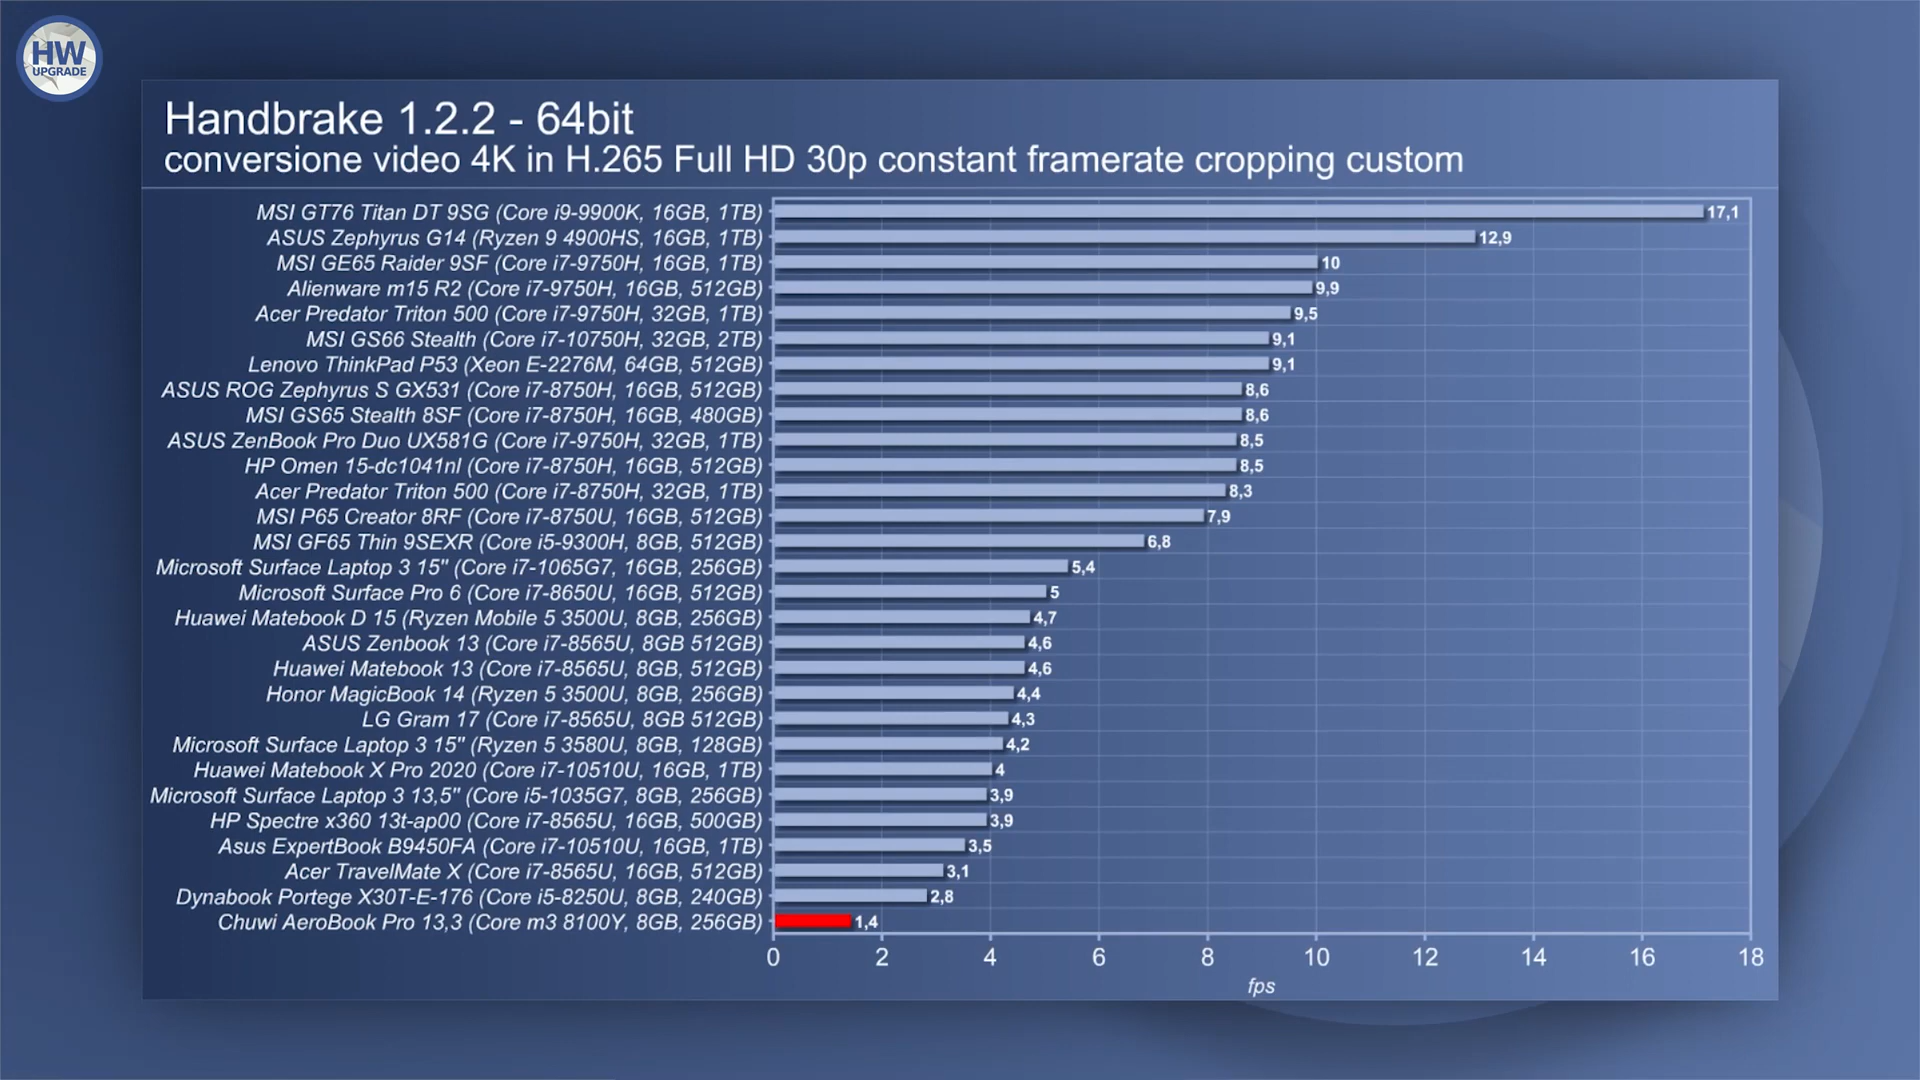 HW
UPGRADE
Handbrake 1.2.2 - 64bit
conversione video 4K in H.265 Full HD 30p constant framerate cropping custom
MSI GT76 Titan DT 9SG (Core i9-9900K, 16GB, 1TB) 17,1
ASUS Zephyrus G14 (Ryzen 9 4900HS, 16GB, 1TB) 12,9
MSI GE65 Raider 9SF (Core i7-9750H, 16GB, 1TB) 10
Alienware m15 R2 (Core i7-9750H, 16GB, 512GB) 9,9
Acer Predator Triton 500 (Core i7-9750H, 32GB, 1TB) 9,5
MSI GS66 Stealth (Core i7-10750H, 32GB, 2TB) 9,1
Lenovo ThinkPad P53 (Xeon E-2276M, 64GB, 512GB) 9,1
ASUS ROG Zephyrus S GX531 (Core i7-8750H, 16GB, 512GB) 8,6
MSI GS65 Stealth 8SF (Core i7-8750H, 16GB, 480GB) 8,6
ASUS ZenBook Pro Duo UX581G (Core i7-9750H, 32GB, 1TB) 8,5
HP Omen 15-dc1041nl (Core i7-8750H, 16GB, 512GB) 8,5
Acer Predator Triton 500 (Core i7-8750H, 32GB, 1TB) 8,3
MSI P65 Creator 8RF (Core i7-8750U, 16GB, 512GB) 7,9
MSI GF65 Thin 9SEXR (Core i5-9300H, 8GB, 512GB) 6,8
Microsoft Surface Laptop 3 15" (Core i7-1065G7, 16GB, 256GB) 5,4
Microsoft Surface Pro 6 (Core i7-8650U, 16GB, 512GB) 5
Huawei Matebook D 15 (Ryzen Mobile 5 3500U, 8GB, 256GB) 4,7
ASUS Zenbook 13 (Core i7-8565U, 8GB 512GB) 4,6
Huawei Matebook 13 (Core i7-8565U, 8GB, 512GB) 4,6
Honor MagicBook 14 (Ryzen 5 3500U, 8GB, 256GB) 4,4
LG Gram 17 (Core i7-8565U, 8GB 512GB) 4,3
Microsoft Surface Laptop 3 15" (Ryzen 5 3580U, 8GB, 128GB) 4,2
Huawei Matebook X Pro 2020 (Core i7-10510U, 16GB, 1TB) 4
Microsoft Surface Laptop 3 13,5" (Core i5-1035G7, 8GB, 256GB) 3,9
HP Spectre x360 13t-ap00 (Core i7-8565U, 16GB, 500GB) 3,9
Asus ExpertBook B9450FA (Core i7-10510U, 16GB, 1TB) 3,5
Acer TravelMate X (Core i7-8565U, 16GB, 512GB) 3,1
Dynabook Portege X30T-E-176 (Core i5-8250U, 8GB, 240GB) 2,8
Chuwi AeroBook Pro 13,3 (Core m3 8100Y, 8GB, 256GB) 1,4
0 2 4 6 8 10 12 14 16 18
fps